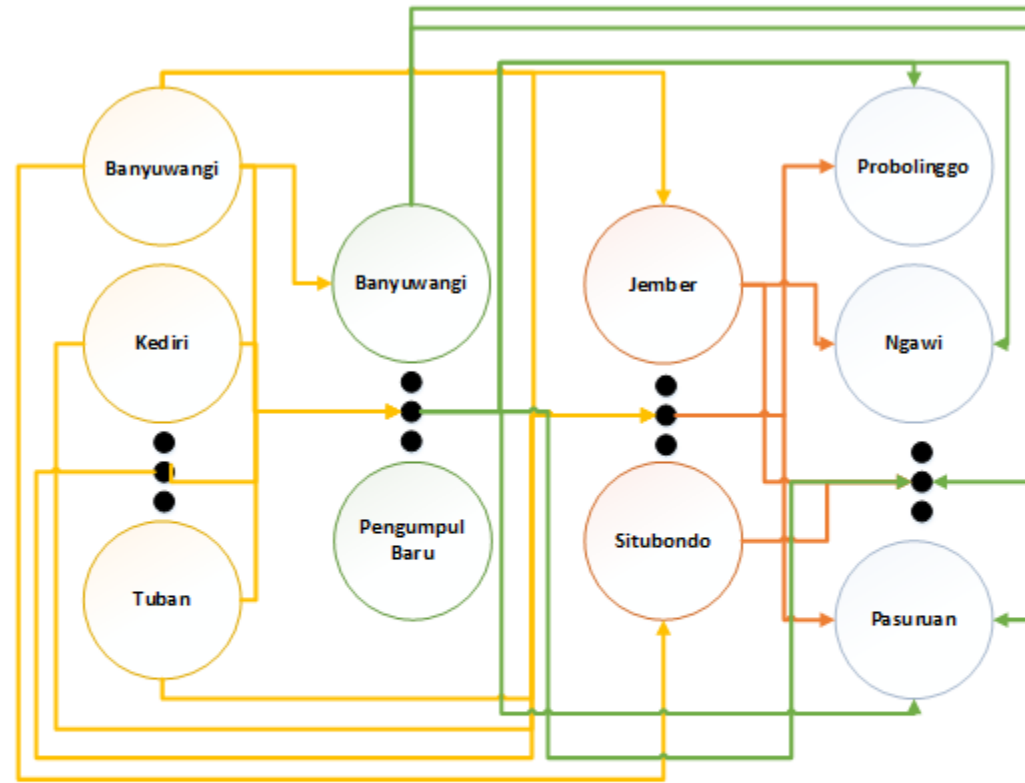 Banyuwangi
Kediri
Tuban
Banyuwangi
Pengumpul
Baru
Jember
Situbondo
Probolinggo
Ngawi
Pasuruan